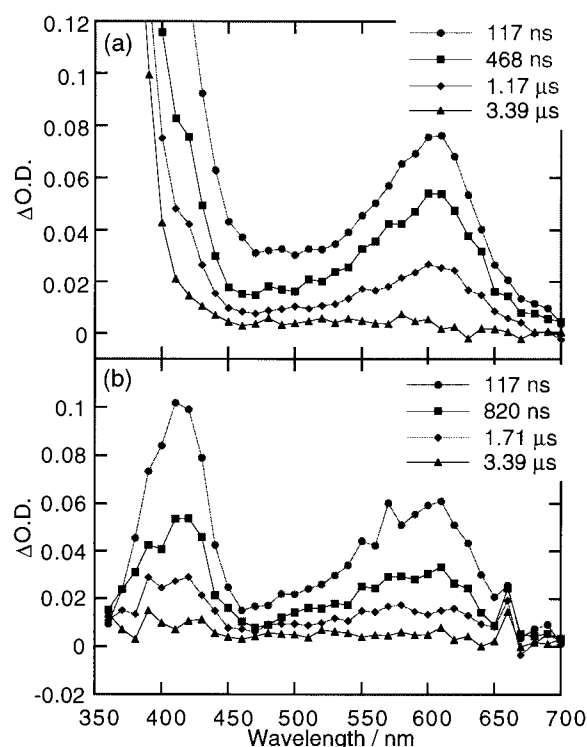 (a)
117 ns
468 ns
1.17 μs
3.39 μs
0.12
0.1
0.08
0.06
0.04
0.02
0
ΔO.D.
(b)
117 ns
820 ns
1.71 μs
3.39 μs
0.1
0.08
0.06
0.04
0.02
0
-0.02
ΔO.D.
350 400 450 500 550 600 650 700
Wavelength / nm